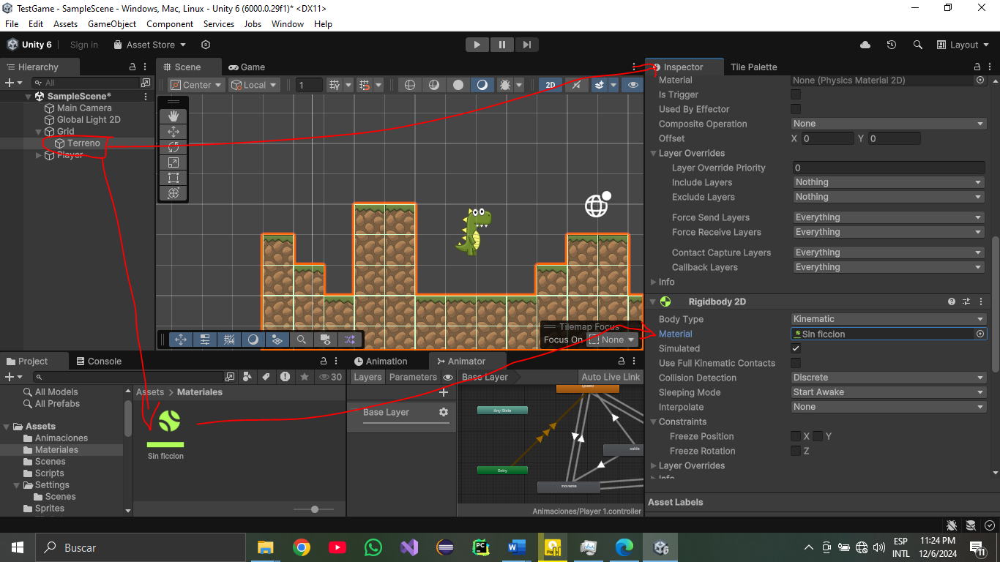 TestGame - SampleScene - Windows, Mac, Linux - Unity 6 (6000.0.29f1)* <DX11>
File Edit Assets GameObject Component Services Jobs Window Help
Unity 6 Sign in Asset Store Layout
Hierarchy
All
SampleScene*
Main Camera
Global Light 2D
Grid
Terreno
Player
Scene Game
Center Local 1 2D
Tilemap Focus
Focus On None
Inspector Tile Palette
Material None (Physics Material 2D)
Is Trigger
Used By Effector
Composite Operation None
Offset X 0 Y 0
Layer Overrides
Layer Override Priority 0
Include Layers Nothing
Exclude Layers Nothing
Force Send Layers Everything
Force Receive Layers Everything
Contact Capture Layers Everything
Callback Layers Everything
Info
Rigidbody 2D
Body Type Kinematic
Material Sin ficcion
Simulated
Use Full Kinematic Contacts
Collision Detection Discrete
Sleeping Mode Start Awake
Interpolate None
Constraints
Freeze Position X Y
Freeze Rotation Z
Layer Overrides
Info
Asset Labels
Project Console
30
All Models
All Prefabs
Assets
Animaciones
Materiales
Scenes
Scripts
Settings
Scenes
Sprites
Assets > Materiales
Sin ficcion
Animation Animator
Layers Parameters Base Layer Auto Live Link
Base Layer
Any State
Entry
moverse
caida
Animaciones/Player 1.controller
Buscar
ESP
INTL
11:24 PM
12/6/2024
11